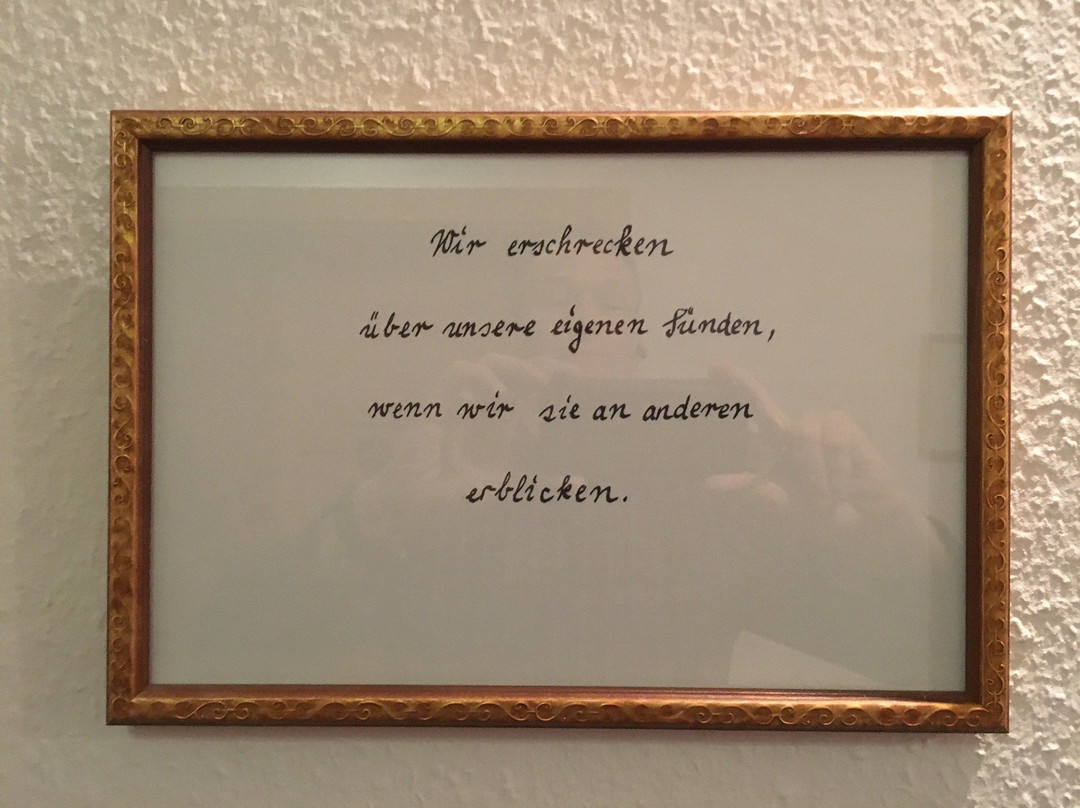 Wir erschrecken
über unsere eigenen Sünden,
wenn wir sie an anderen
erblicken.